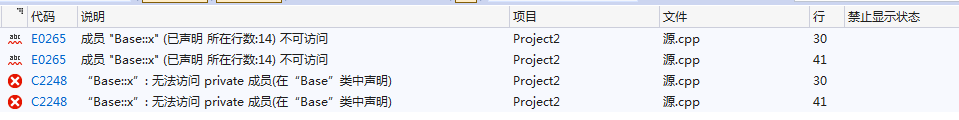 代码 说明 项目 文件 行 禁止显示状态
abc E0265 成员 "Base::x" (已声明 所在行数:14) 不可访问 Project2 源.cpp 30
abc E0265 成员 "Base::x" (已声明 所在行数:14) 不可访问 Project2 源.cpp 41
C2248 “Base::x”: 无法访问 private 成员(在“Base”类中声明) Project2 源.cpp 30
C2248 “Base::x”: 无法访问 private 成员(在“Base”类中声明) Project2 源.cpp 41